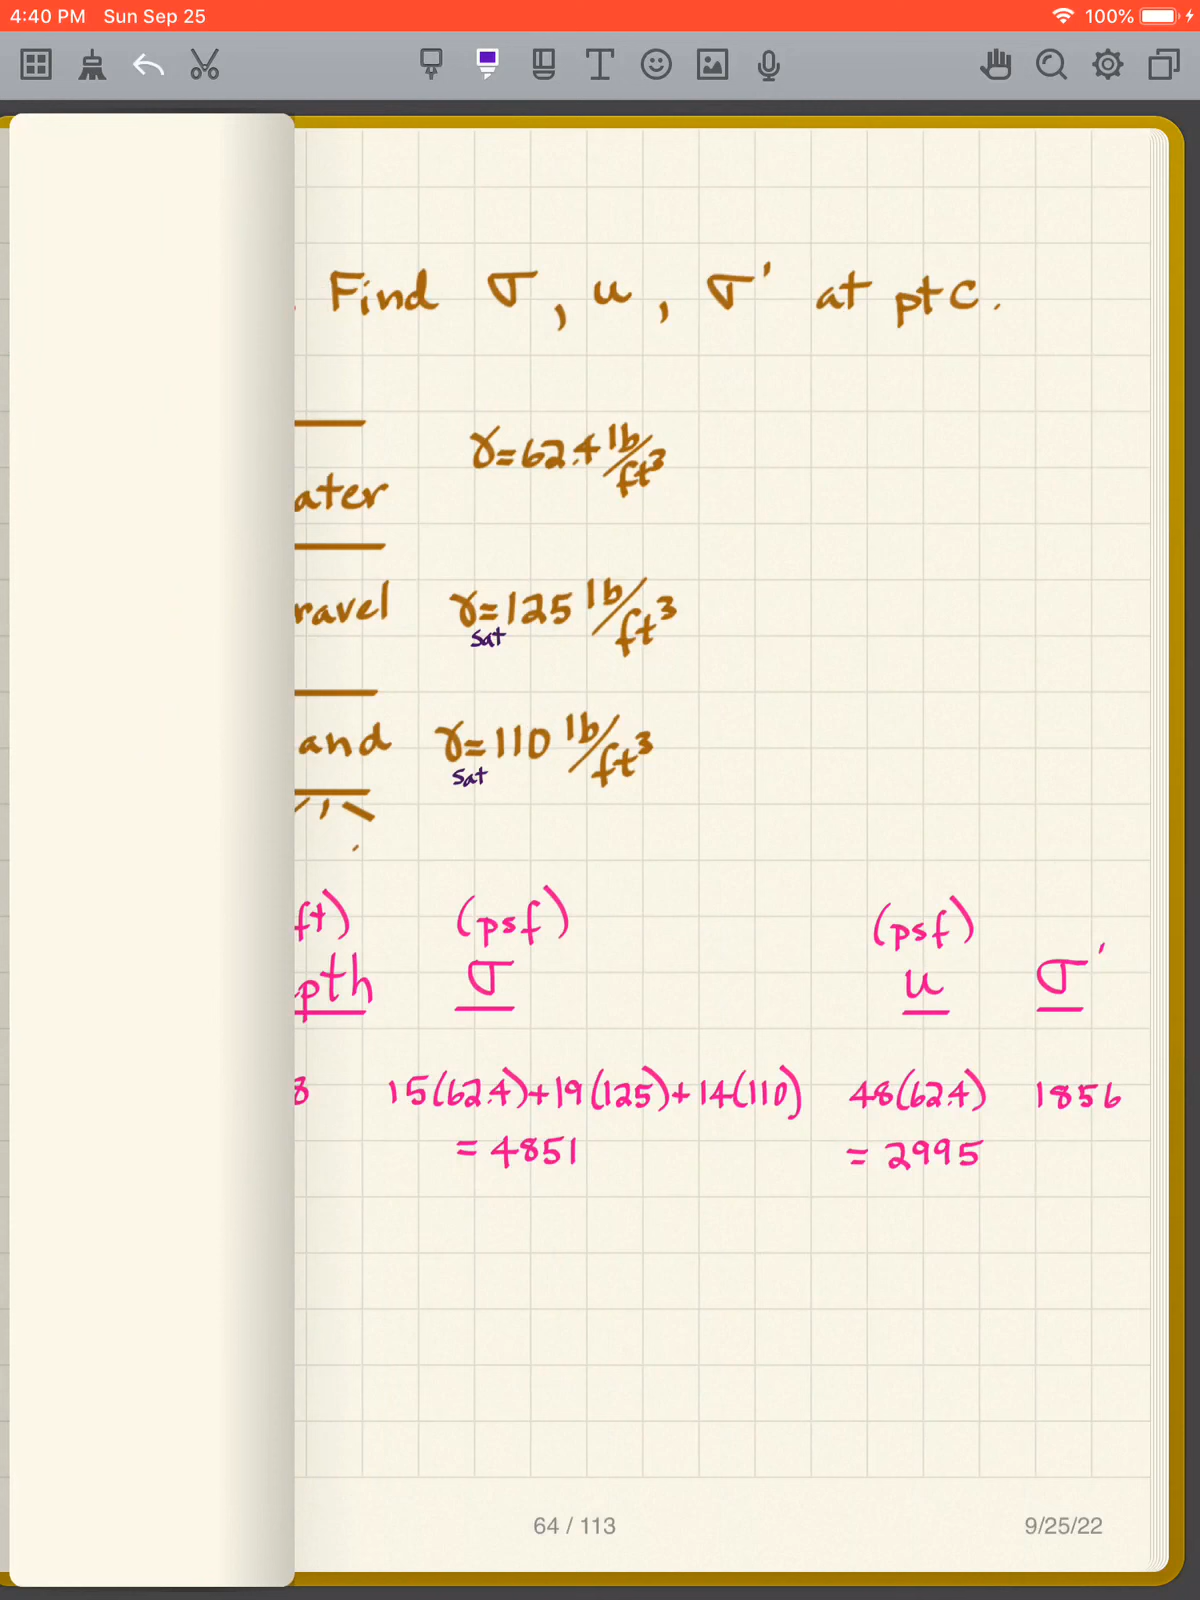 4:40 PM Sun Sep 25
100%
Find σ, u, σ' at pt C.
γ=62.4 lb/ft³
ater
ravel γsat=125 lb/ft³
and γsat=110 lb/ft³
ft) (psf) (psf)
pth σ u σ'
8 15(62.4)+19(125)+14(110) 48(62.4) 1856
= 4851 = 2995
64 / 113
9/25/22